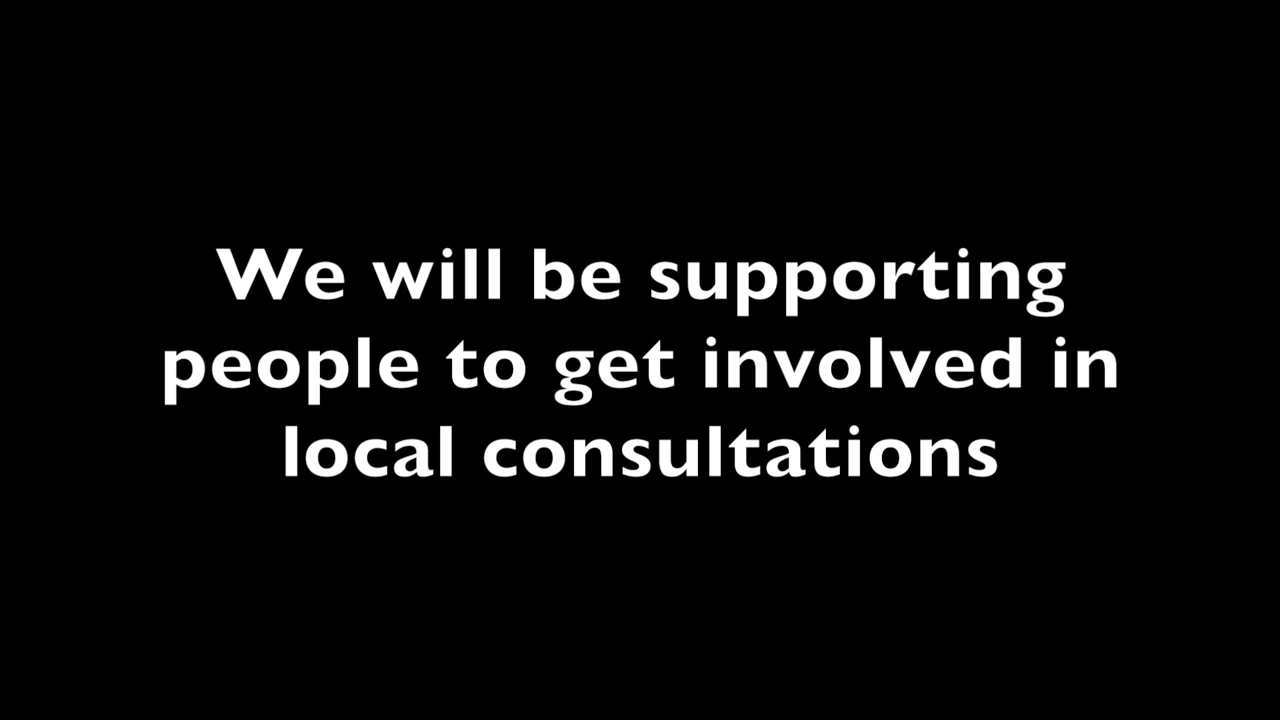 We will be supporting
people to get involved in
local consultations